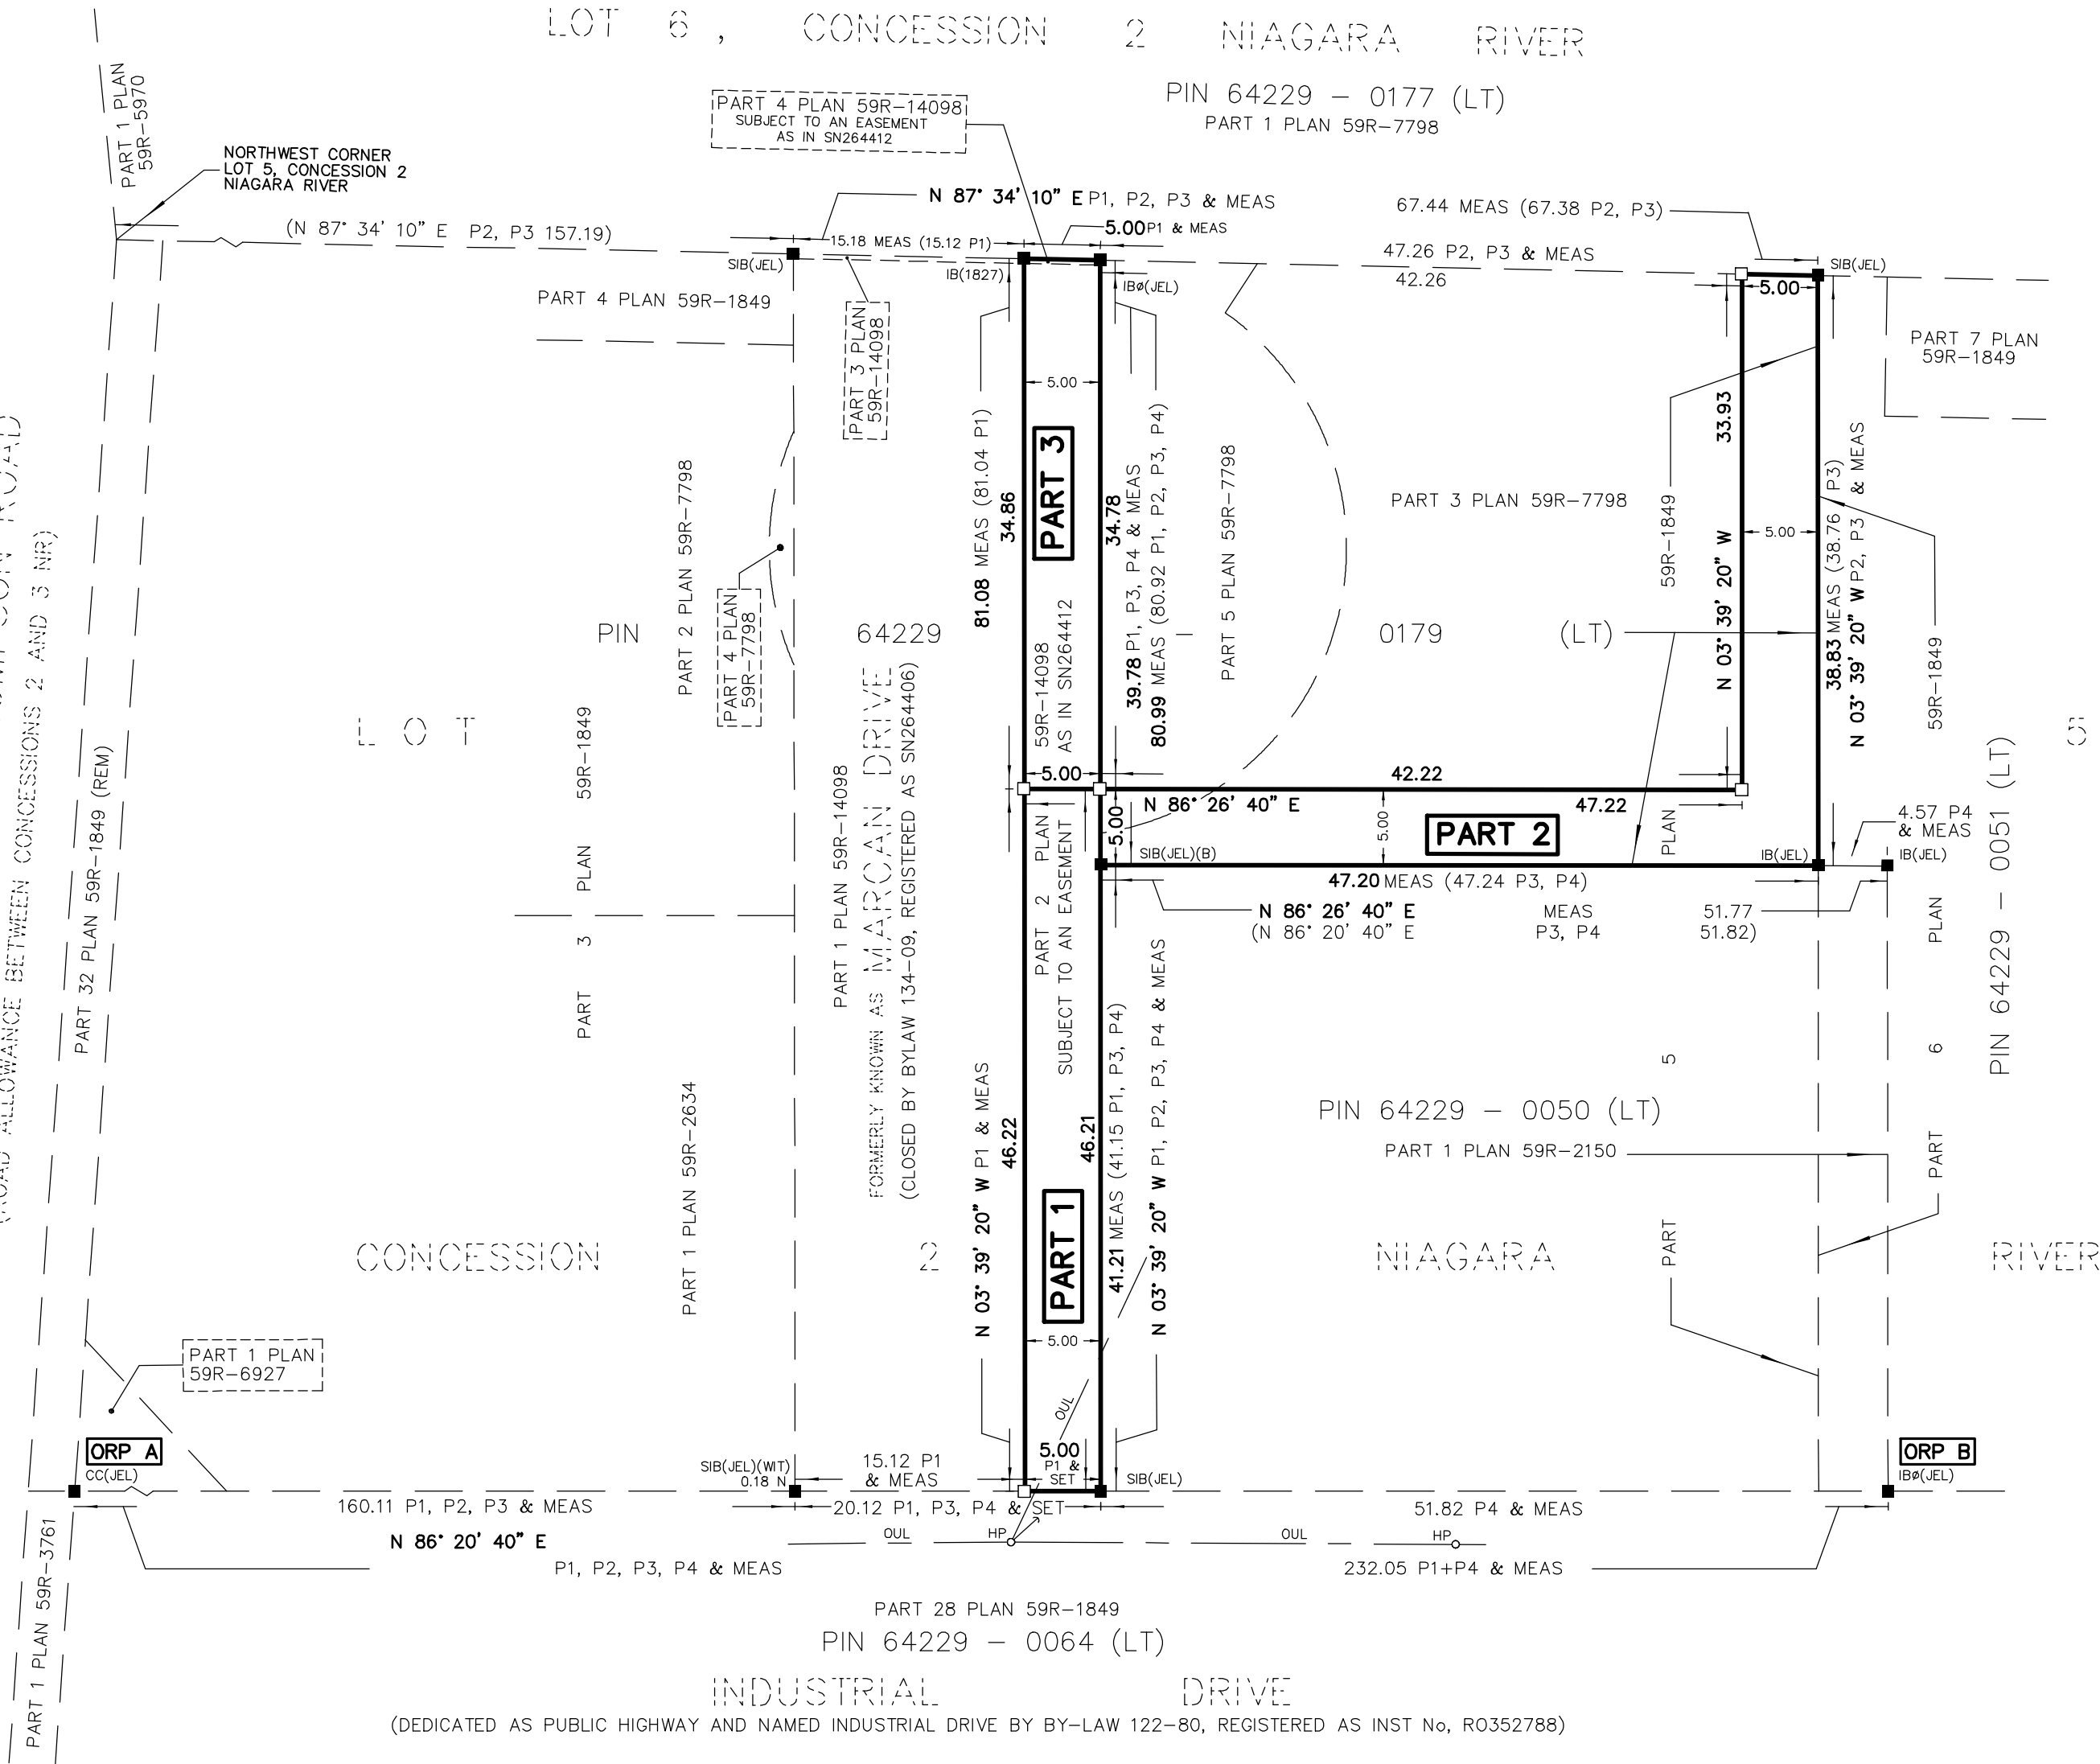 LOT 6 , CONCESSION 2 NIAGARA RIVER
PIN 64229 – 0177 (LT)
PART 1 PLAN 59R–7798
PART 1 PLAN
59R–5970
NORTHWEST CORNER
LOT 5, CONCESSION 2
NIAGARA RIVER
PART 4 PLAN 59R–14098
SUBJECT TO AN EASEMENT
AS IN SN264412
(N 87° 34' 10" E P2, P3 157.19)
N 87° 34' 10" E P1, P2, P3 & MEAS
15.18 MEAS (15.12 P1)
5.00 P1 & MEAS
67.44 MEAS (67.38 P2, P3)
47.26 P2, P3 & MEAS
42.26
5.00
SIB(JEL)
IB(1827)
IBø(JEL)
SIB(JEL)
PART 4 PLAN 59R–1849
PART 3 PLAN
59R–14098
PART 7 PLAN
59R–1849
5.00
PART 3
81.08 MEAS (81.04 P1)
34.86
34.78
39.78 P1, P3, P4 & MEAS
80.99 MEAS (80.92 P1, P2, P3, P4)
PART 5 PLAN 59R–7798
PART 3 PLAN 59R–7798
59R–1849
33.93
N 03° 39' 20" W
5.00
38.83 MEAS (38.76 P3)
N 03° 39' 20" W P2, P3 & MEAS
59R–1849
PART 2 PLAN 59R–7798
PART 4 PLAN
59R–7798
PIN 64229 – 0179 (LT)
LOT 5
(ROAD ALLOWANCE BETWEEN CONCESSIONS 2 AND 3 NR)
PART 32 PLAN 59R–1849 (REM)
PART 3 PLAN 59R–1849
PART 1 PLAN 59R–14098
FORMERLY KNOWN AS MARCAN DRIVE
(CLOSED BY BYLAW 134–09, REGISTERED AS SN264406)
PART 2 PLAN 59R–14098
SUBJECT TO AN EASEMENT AS IN SN264412
5.00
42.22
N 86° 26' 40" E
47.22
5.00
5.00
PART 2
SIB(JEL)(B)
IB(JEL)
IB(JEL)
4.57 P4
& MEAS
47.20 MEAS (47.24 P3, P4)
N 86° 26' 40" E MEAS 51.77
(N 86° 20' 40" E P3, P4 51.82)
PIN 64229 – 0051 (LT)
PART 5 PLAN
PART 6 PLAN
PIN 64229 – 0050 (LT)
PART 1 PLAN 59R–2150
PART 1 PLAN 59R–2634
N 03° 39' 20" W P1 & MEAS
46.22
46.21
41.21 MEAS (41.15 P1, P3, P4)
N 03° 39' 20" W P1, P2, P3, P4 & MEAS
PART 1
5.00
CONCESSION 2 NIAGARA RIVER
PART 1 PLAN
59R–6927
ORP A
CC(JEL)
SIB(JEL)(WIT)
0.18 N
15.12 P1
& MEAS
OUL
5.00
P1 &
SET
SIB(JEL)
ORP B
IBø(JEL)
160.11 P1, P2, P3 & MEAS
20.12 P1, P3, P4 & SET
51.82 P4 & MEAS
N 86° 20' 40" E
OUL
HP
OUL
HP
P1, P2, P3, P4 & MEAS
232.05 P1+P4 & MEAS
PART 1 PLAN 59R–3761
PART 28 PLAN 59R–1849
PIN 64229 – 0064 (LT)
INDUSTRIAL DRIVE
(DEDICATED AS PUBLIC HIGHWAY AND NAMED INDUSTRIAL DRIVE BY BY–LAW 122–80, REGISTERED AS INST No, RO352788)